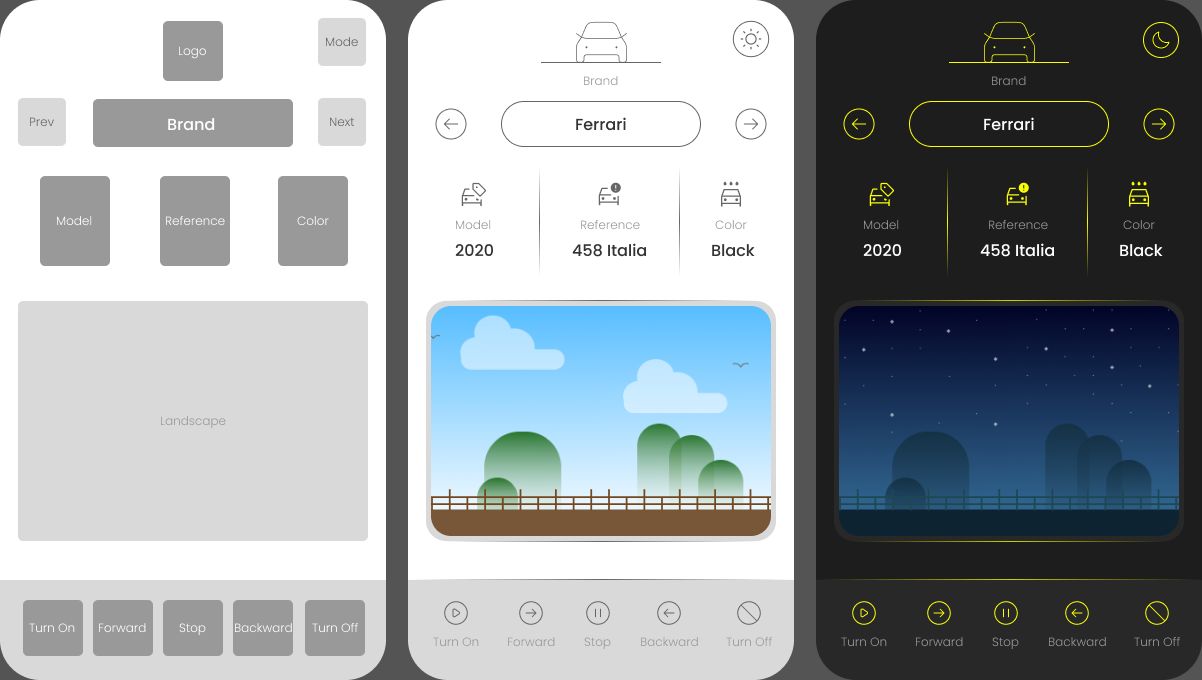 Logo
Mode
Prev
Brand
Next
Model
Reference
Color
Landscape
Turn On
Forward
Stop
Backward
Turn Off
Brand
Ferrari
Model
Reference
Color
2020
458 Italia
Black
Turn On
Forward
Stop
Backward
Turn Off
Brand
Ferrari
Model
Reference
Color
2020
458 Italia
Black
Turn On
Forward
Stop
Backward
Turn Off